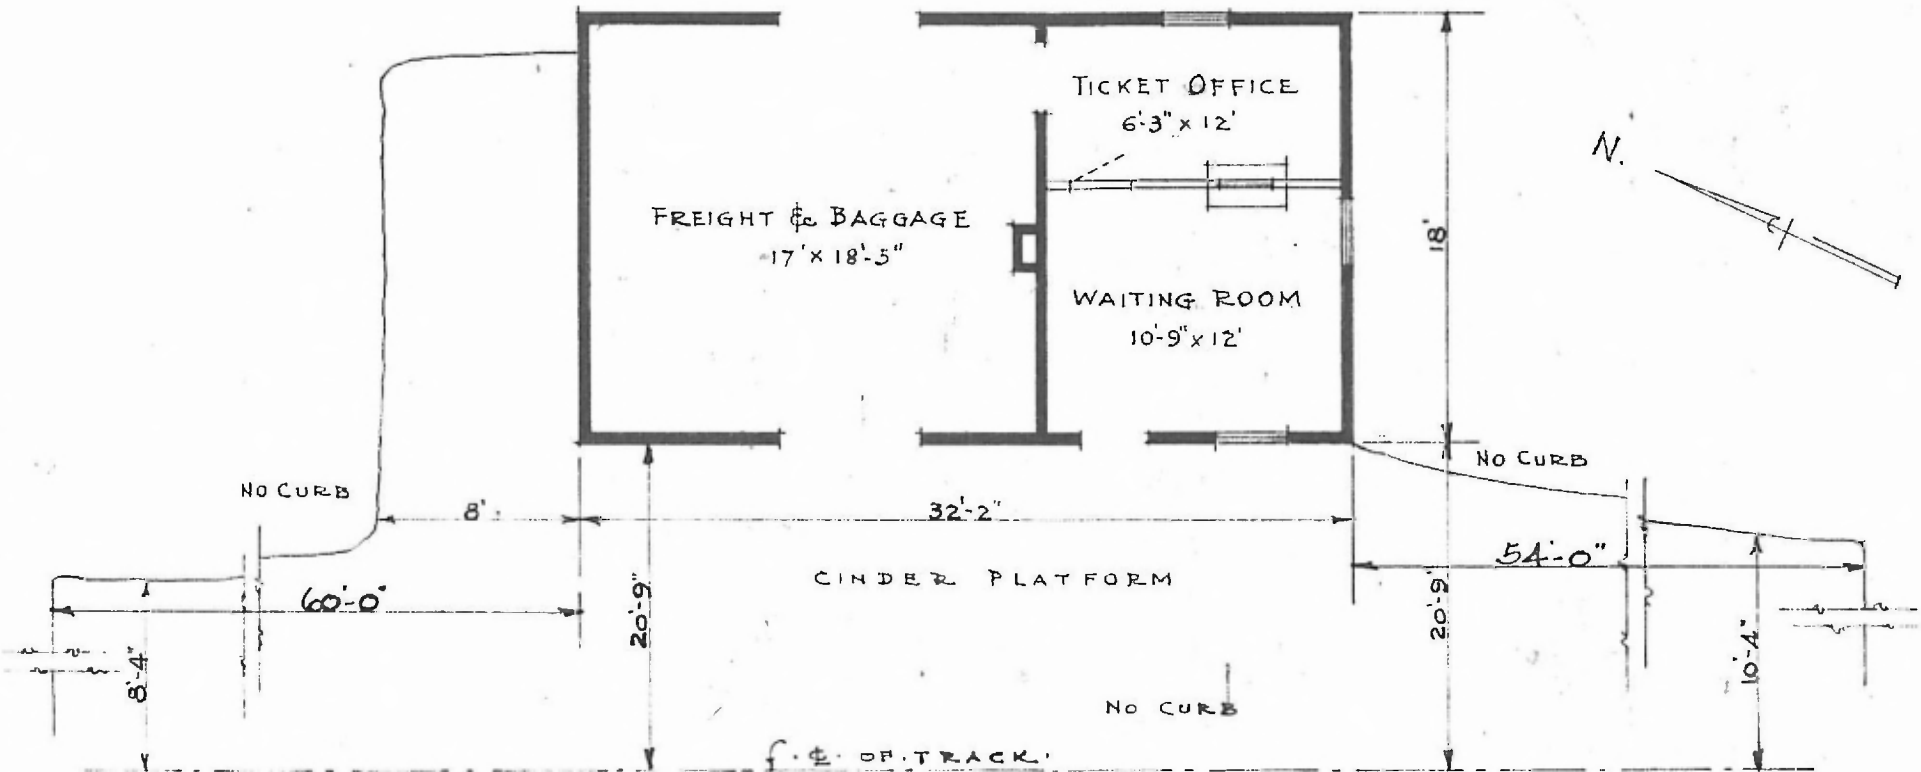 TICKET OFFICE
6'-3" x 12'
N.
FREIGHT & BAGGAGE
17' x 18'-5"
18'
WAITING ROOM
10'-9" x 12'
NO CURB
NO CURB
8'
32'-2"
54'-0"
CINDER PLATFORM
60'-0"
20'-9"
20'-9"
8'-4"
10'-4"
NO CURB
℄ OF TRACK.